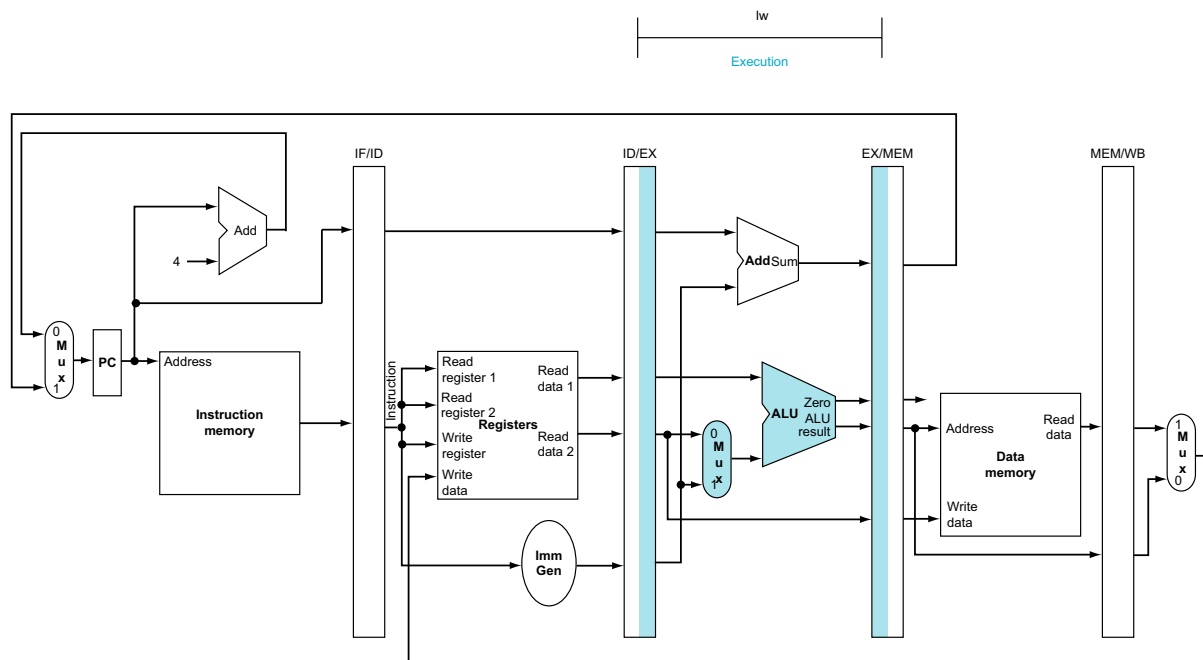 lw
Execution
IF/ID
ID/EX
EX/MEM
MEM/WB
Add
4
Add Sum
0
M
u
x
1
PC
Address
Instruction
memory
Instruction
Read
register 1
Read
register 2
Registers
Write
register
Write
data
Read
data 1
Read
data 2
Imm
Gen
0
M
u
x
1
ALU
Zero
ALU
result
Address
Read
data
Data
memory
Write
data
1
M
u
x
0